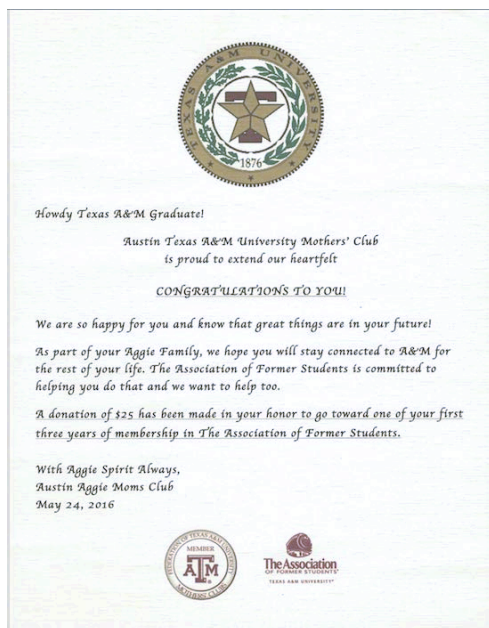 TEXAS A&M UNIVERSITY
1876
Howdy Texas A&M Graduate!
Austin Texas A&M University Mothers' Club
is proud to extend our heartfelt
CONGRATULATIONS TO YOU!
We are so happy for you and know that great things are in your future!
As part of your Aggie Family, we hope you will stay connected to A&M for
the rest of your life. The Association of Former Students is committed to
helping you do that and we want to help too.
A donation of $25 has been made in your honor to go toward one of your first
three years of membership in The Association of Former Students.
With Aggie Spirit Always,
Austin Aggie Moms Club
May 24, 2016
FEDERATION OF TEXAS A&M UNIVERSITY
MEMBER
ATM
MOTHERS' CLUBS
The Association
OF FORMER STUDENTS
TEXAS A&M UNIVERSITY